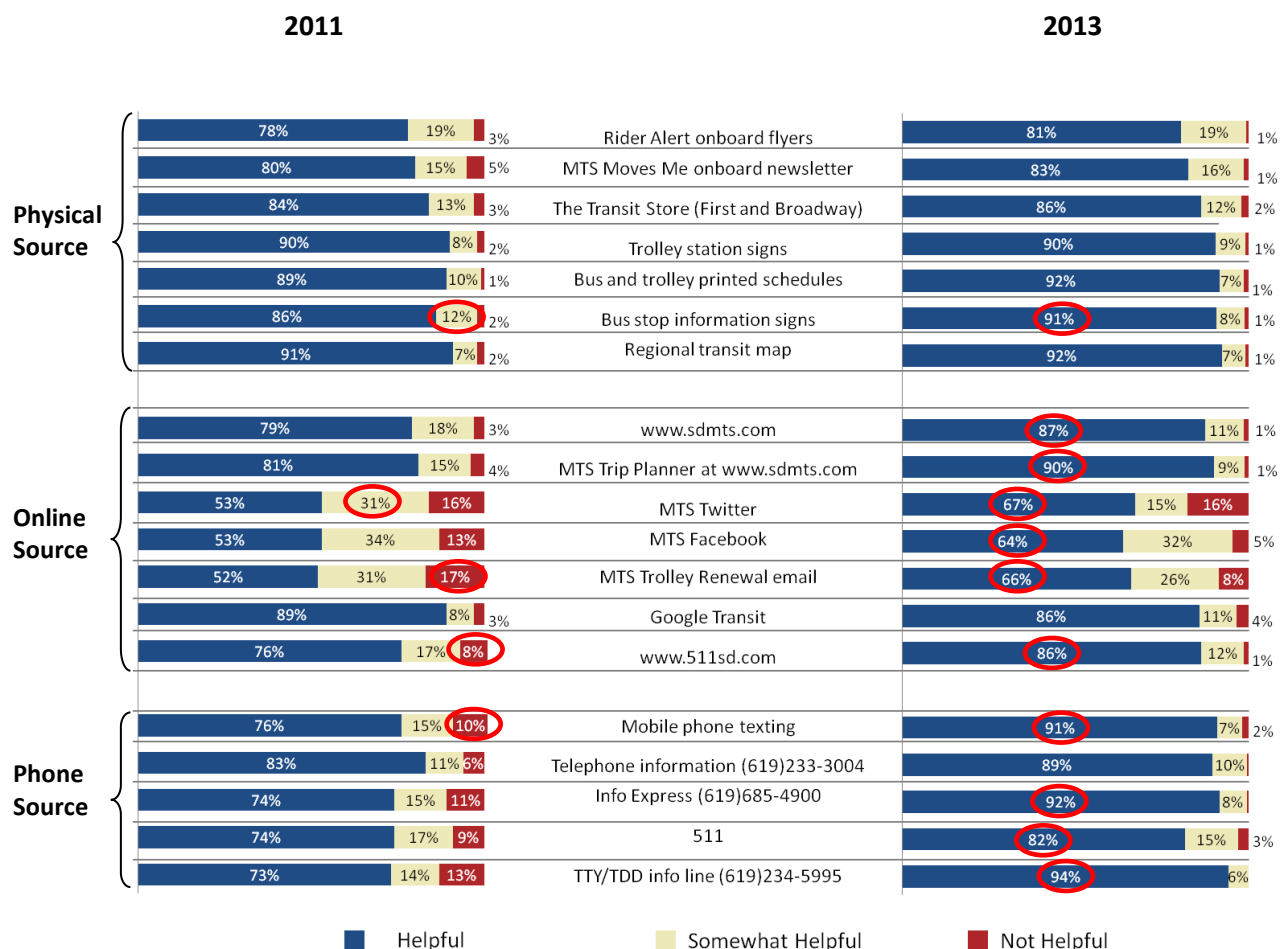 2011 2013
Physical Source
78% 19% 3% Rider Alert onboard flyers 81% 19% 1%
80% 15% 5% MTS Moves Me onboard newsletter 83% 16% 1%
84% 13% 3% The Transit Store (First and Broadway) 86% 12% 2%
90% 8% 2% Trolley station signs 90% 9% 1%
89% 10% 1% Bus and trolley printed schedules 92% 7% 1%
86% 12% 2% Bus stop information signs 91% 8% 1%
91% 7% 2% Regional transit map 92% 7% 1%
Online Source
79% 18% 3% www.sdmts.com 87% 11% 1%
81% 15% 4% MTS Trip Planner at www.sdmts.com 90% 9% 1%
53% 31% 16% MTS Twitter 67% 15% 16%
53% 34% 13% MTS Facebook 64% 32% 5%
52% 31% 17% MTS Trolley Renewal email 66% 26% 8%
89% 8% 3% Google Transit 86% 11% 4%
76% 17% 8% www.511sd.com 86% 12% 1%
Phone Source
76% 15% 10% Mobile phone texting 91% 7% 2%
83% 11% 6% Telephone information (619)233-3004 89% 10%
74% 15% 11% Info Express (619)685-4900 92% 8%
74% 17% 9% 511 82% 15% 3%
73% 14% 13% TTY/TDD info line (619)234-5995 94% 6%
Helpful Somewhat Helpful Not Helpful